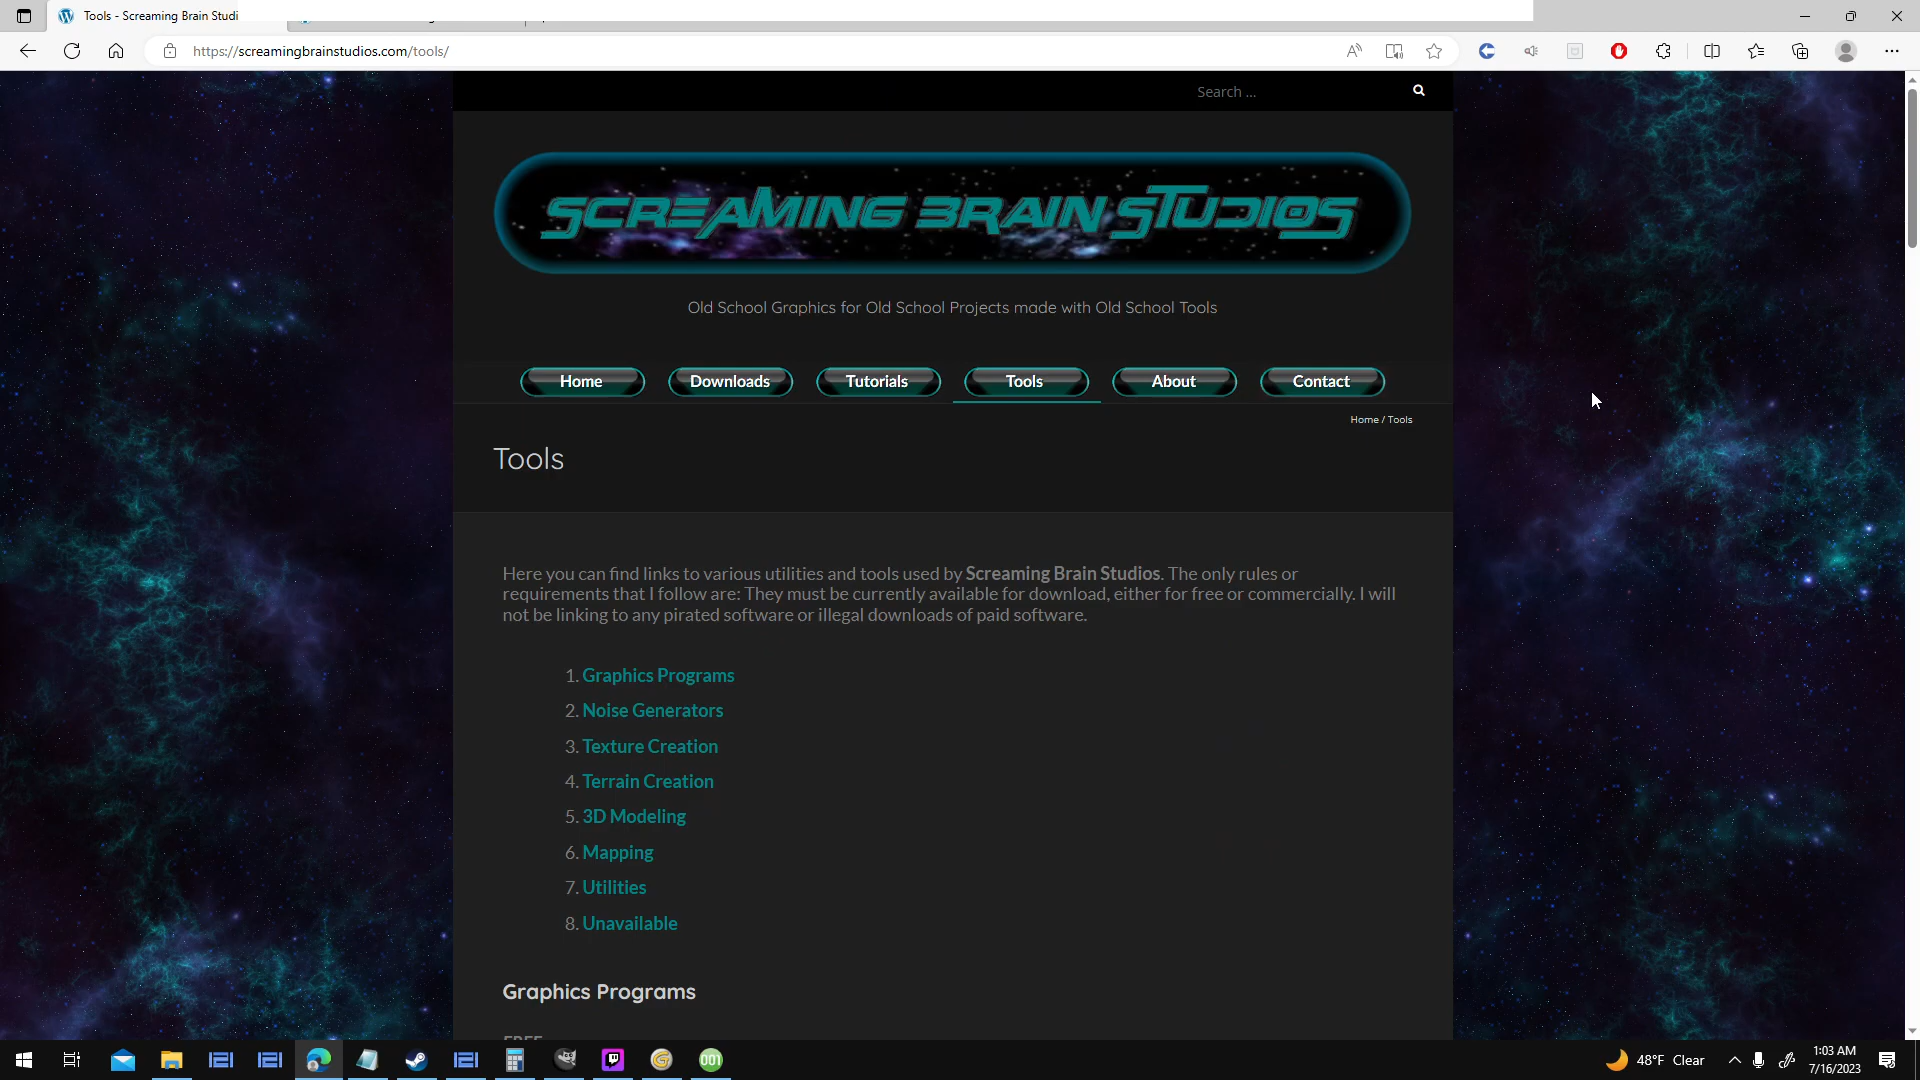 Tools - Screaming Brain Studi
https://screamingbrainstudios.com/tools/
Search ...
SCREAMING BRAIN STUDIOS
Old School Graphics for Old School Projects made with Old School Tools
Home Downloads Tutorials Tools About Contact
Home / Tools
Tools
Here you can find links to various utilities and tools used by Screaming Brain Studios. The only rules or
requirements that I follow are: They must be currently available for download, either for free or commercially. I will
not be linking to any pirated software or illegal downloads of paid software.
1. Graphics Programs
2. Noise Generators
3. Texture Creation
4. Terrain Creation
5. 3D Modeling
6. Mapping
7. Utilities
8. Unavailable
Graphics Programs
FREE
48°F Clear
1:03 AM
7/16/2023
001